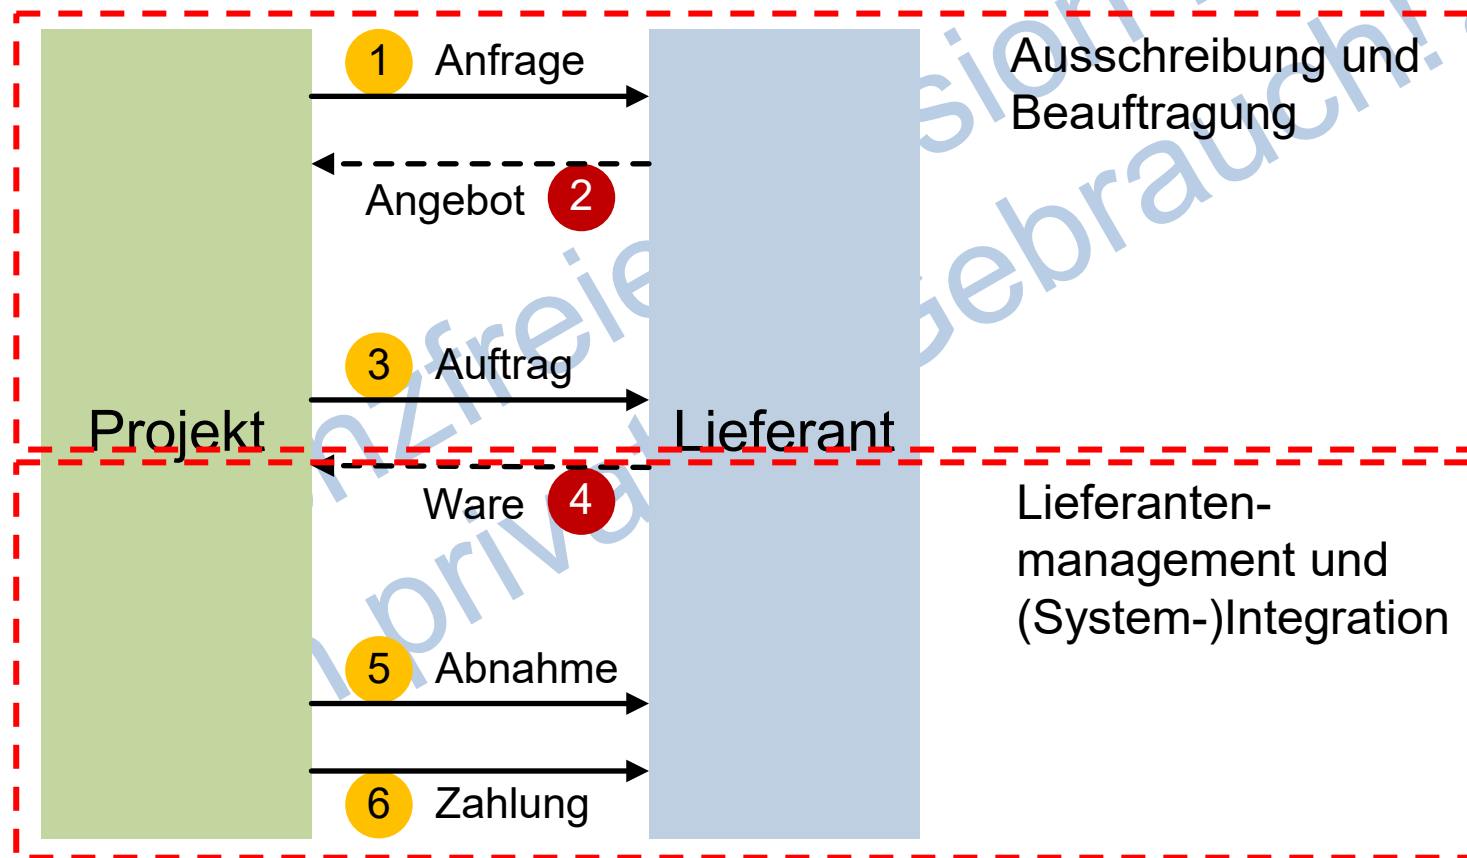 1 Anfrage
Ausschreibung und
Beauftragung
Angebot 2
3 Auftrag
Projekt
Lieferant
Ware 4
Lieferanten-
management und
(System-)Integration
5 Abnahme
6 Zahlung
Gebrauch!